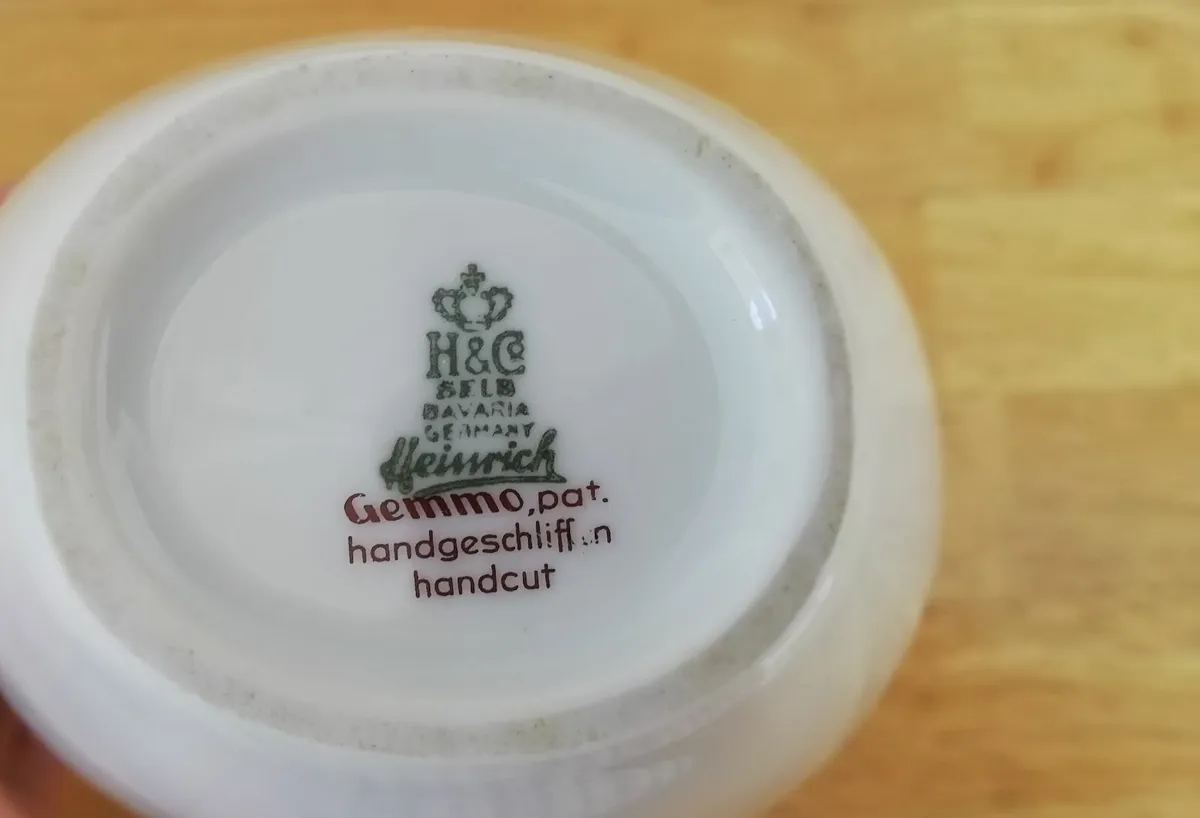 H&Co
SELB
BAVARIA
GERMANY
Heinrich
Gemmo, pat.
handgeschliffen
handcut